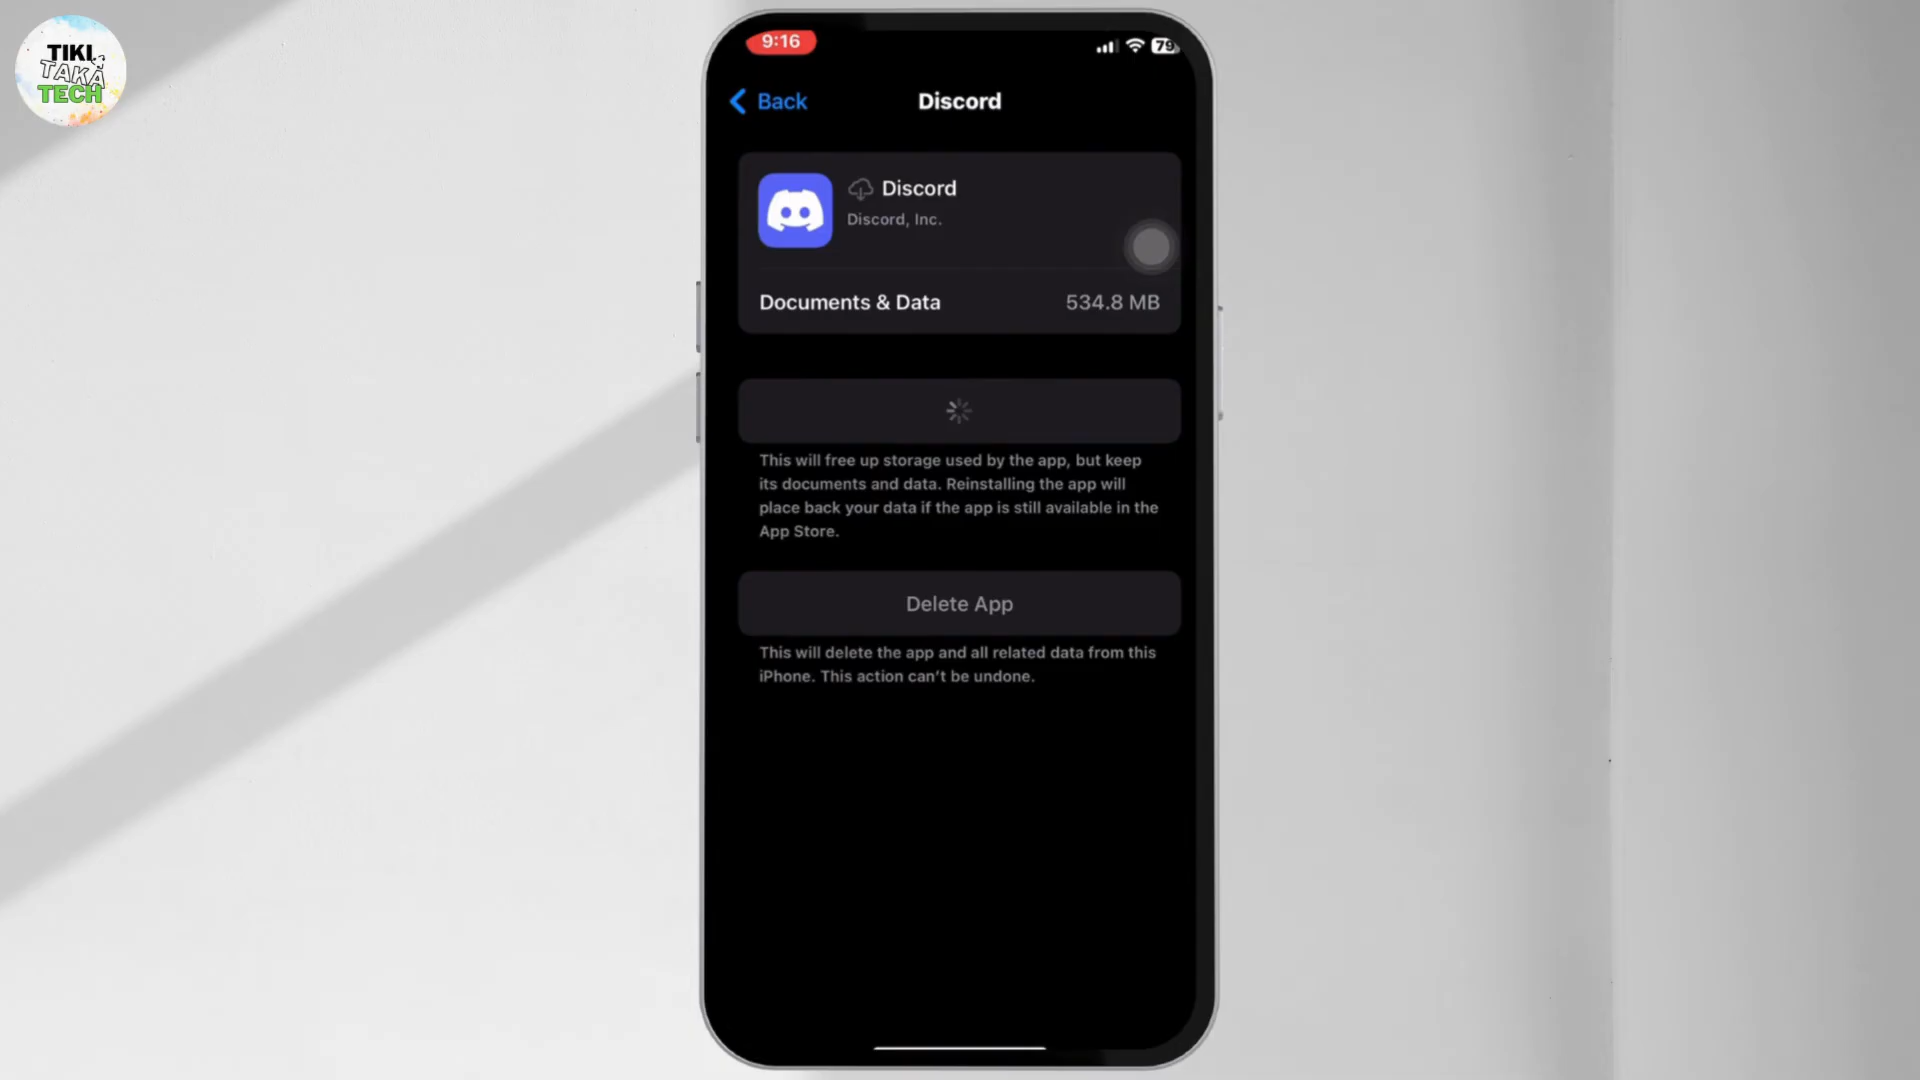 TIKI
TAKA
TECH
9:16
79
Back
Discord
Discord
Discord, Inc.
Documents & Data
534.8 MB
This will free up storage used by the app, but keep
its documents and data. Reinstalling the app will
place back your data if the app is still available in the
App Store.
Delete App
This will delete the app and all related data from this
iPhone. This action can't be undone.